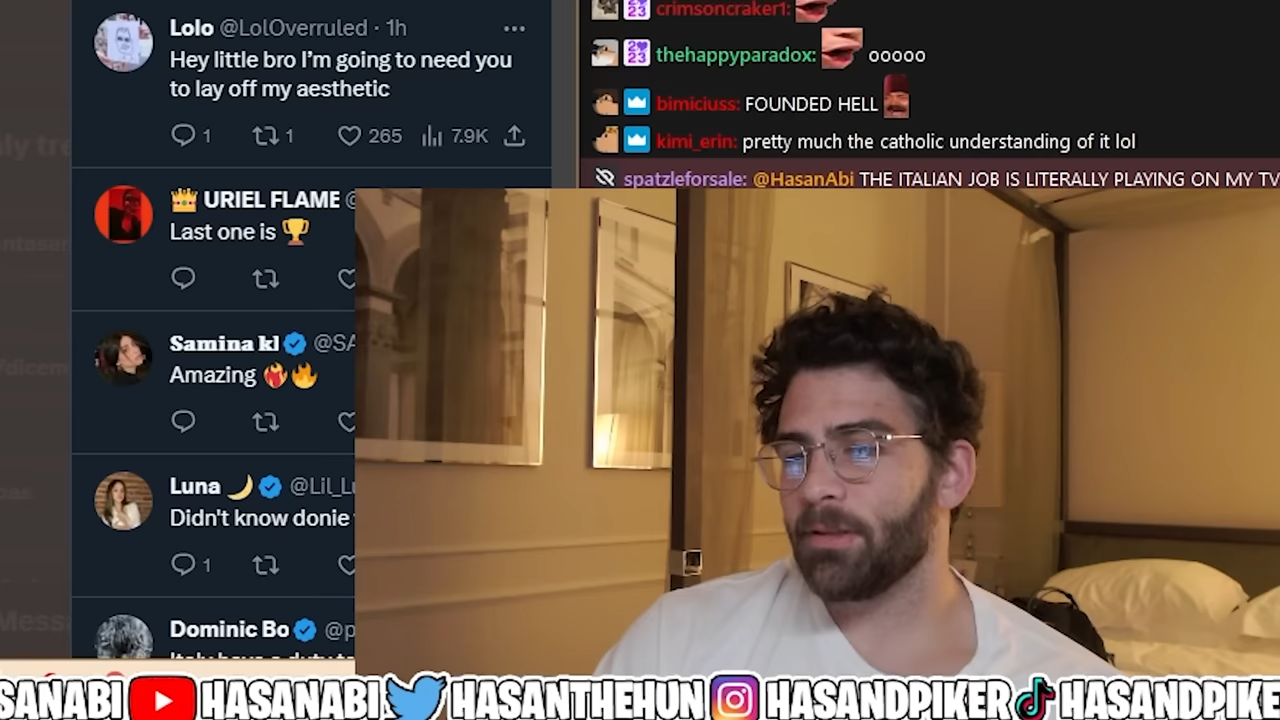 Lolo @LolOverruled · 1h
Hey little bro I'm going to need you
to lay off my aesthetic
1 1 265 7.9K
URIEL FLAME @
Last one is
Samina kl @SA
Amazing
Luna @Lil_Lu
Didn't know donie
1
Dominic Bo @p
crimsoncraker1:
thehappyparadox: ooooo
bimiciuss: FOUNDED HELL
kimi_erin: pretty much the catholic understanding of it lol
spatzleforsale: @HasanAbi THE ITALIAN JOB IS LITERALLY PLAYING ON MY TV
SANABI HASANABI HASANTHEHUN HASANDPIKER HASANDPIKE